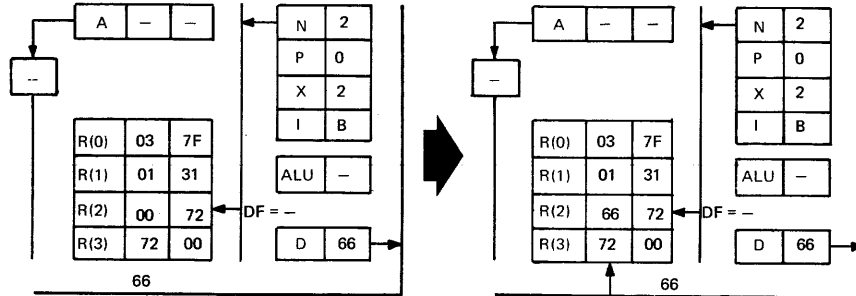 A – –
N 2
–
P 0
X 2
I B
R(0) 03 7F
R(1) 01 31
ALU –
R(2) 00 72
DF = –
R(3) 72 00
D 66
66
A – –
N 2
–
P 0
X 2
I B
R(0) 03 7F
R(1) 01 31
ALU –
R(2) 66 72
DF = –
R(3) 72 00
D 66
66